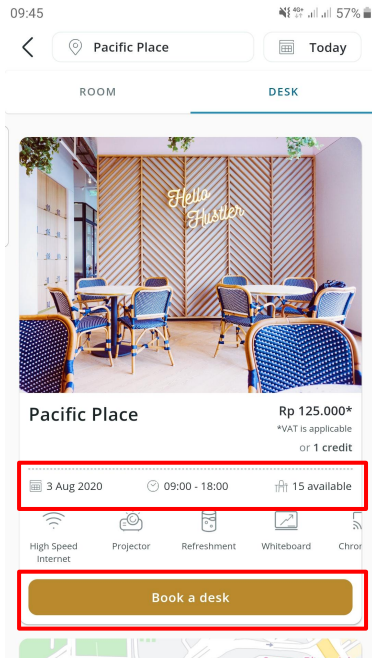 09:45
4G+
57%
Pacific Place
Today
ROOM
DESK
Hello
Hustler
Pacific Place
Rp 125.000*
*VAT is applicable
or 1 credit
3 Aug 2020
09:00 - 18:00
15 available
High Speed
Internet
Projector
Refreshment
Whiteboard
Chror
Book a desk